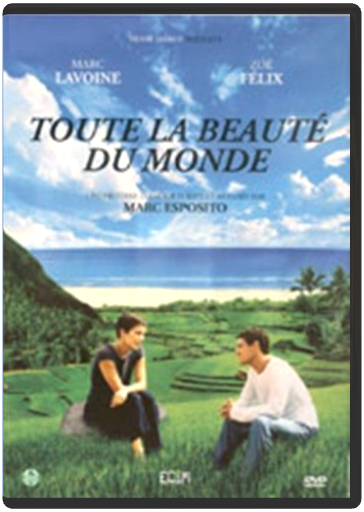 MARC
LAVOINE
ZOÉ
FÉLIX
TOUTE LA BEAUTÉ
DU MONDE
MARC ESPOSITO
DVD